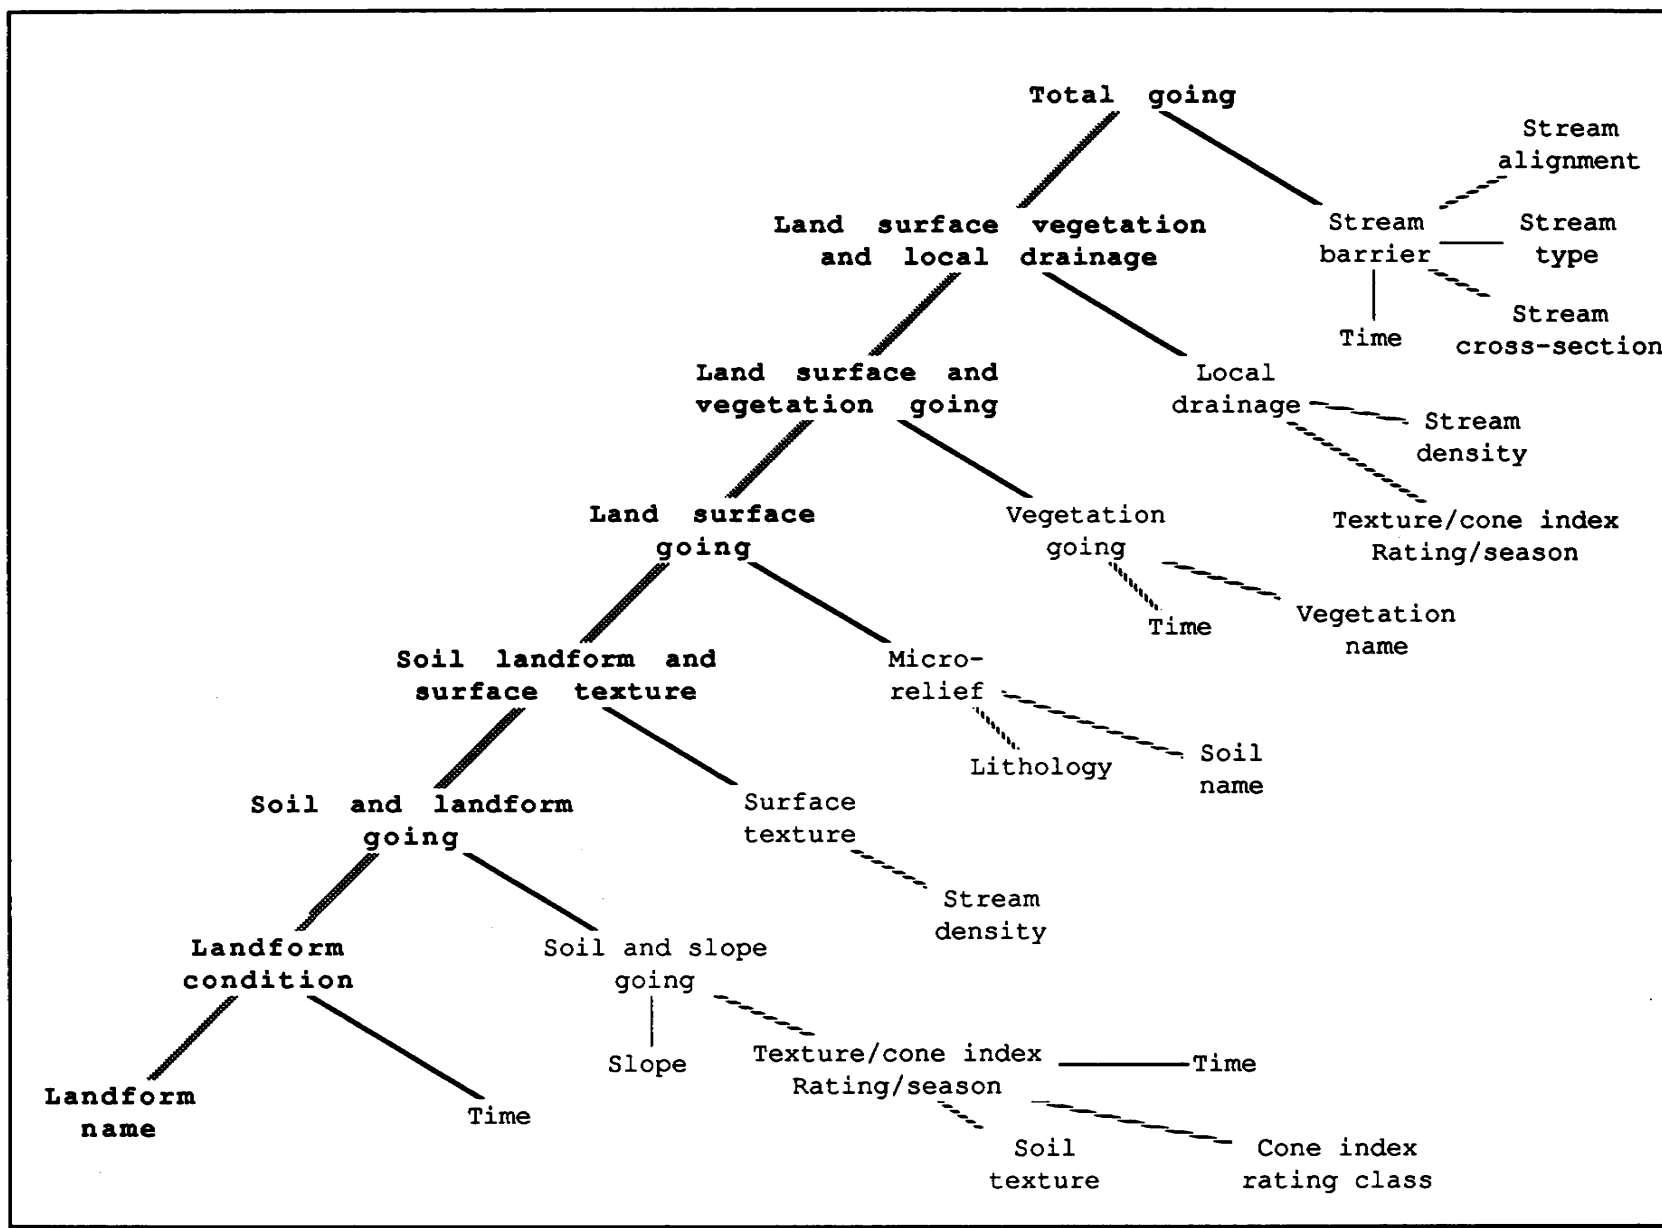 Total going
Stream
alignment
Land surface vegetation
and local drainage
Stream
barrier
Stream
type
Time
Stream
cross-section
Land surface and
vegetation going
Local
drainage
Stream
density
Land surface
going
Vegetation
going
Texture/cone index
Rating/season
Time
Vegetation
name
Soil landform and
surface texture
Micro-
relief
Lithology
Soil
name
Soil and landform
going
Surface
texture
Stream
density
Landform
condition
Soil and slope
going
Slope
Texture/cone index
Rating/season
Time
Landform
name
Time
Soil
texture
Cone index
rating class